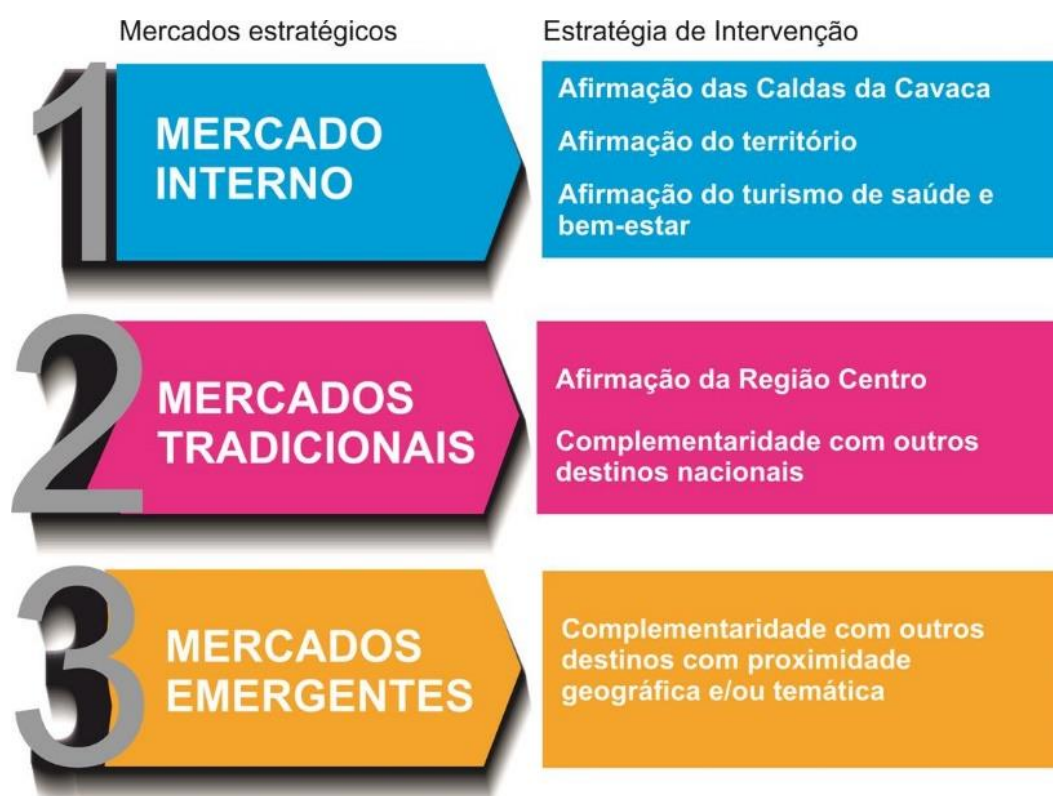 Mercados estratégicos
Estratégia de Intervenção
1
MERCADO
INTERNO
Afirmação das Caldas da Cavaca
Afirmação do território
Afirmação do turismo de saúde e
bem-estar
2
MERCADOS
TRADICIONAIS
Afirmação da Região Centro
Complementaridade com outros
destinos nacionais
3
MERCADOS
EMERGENTES
Complementaridade com outros
destinos com proximidade
geográfica e/ou temática